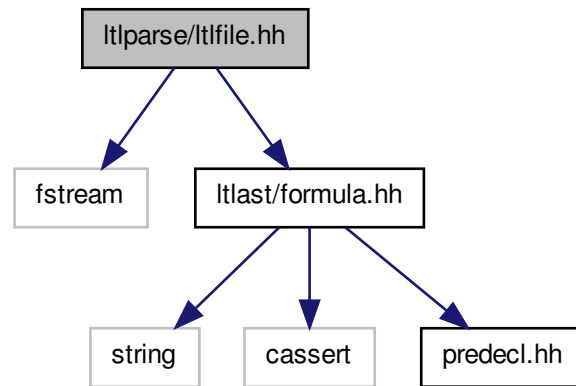 ltlparse/ltlfile.hh
fstream
ltlast/formula.hh
string
cassert
predecl.hh